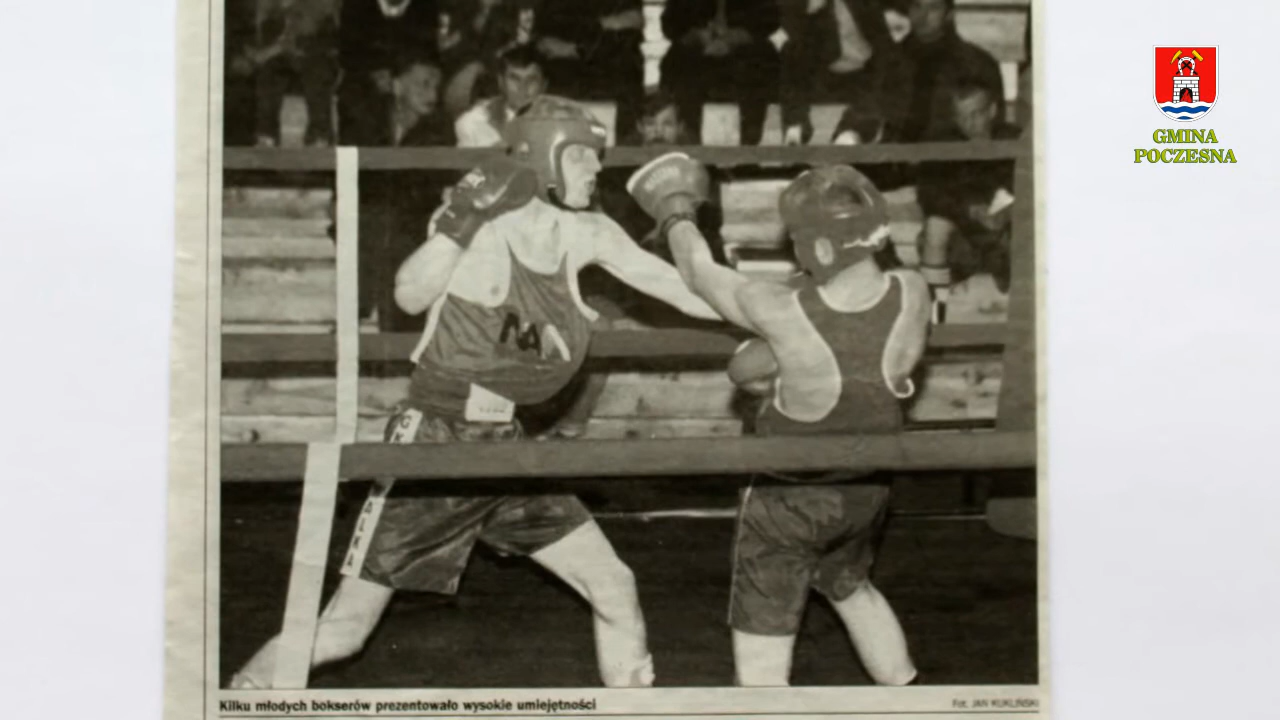 GMINA
POCZESNA
Kilku młodych bokserów prezentowało wysokie umiejętności
Fot. JAN KUKLIŃSKI